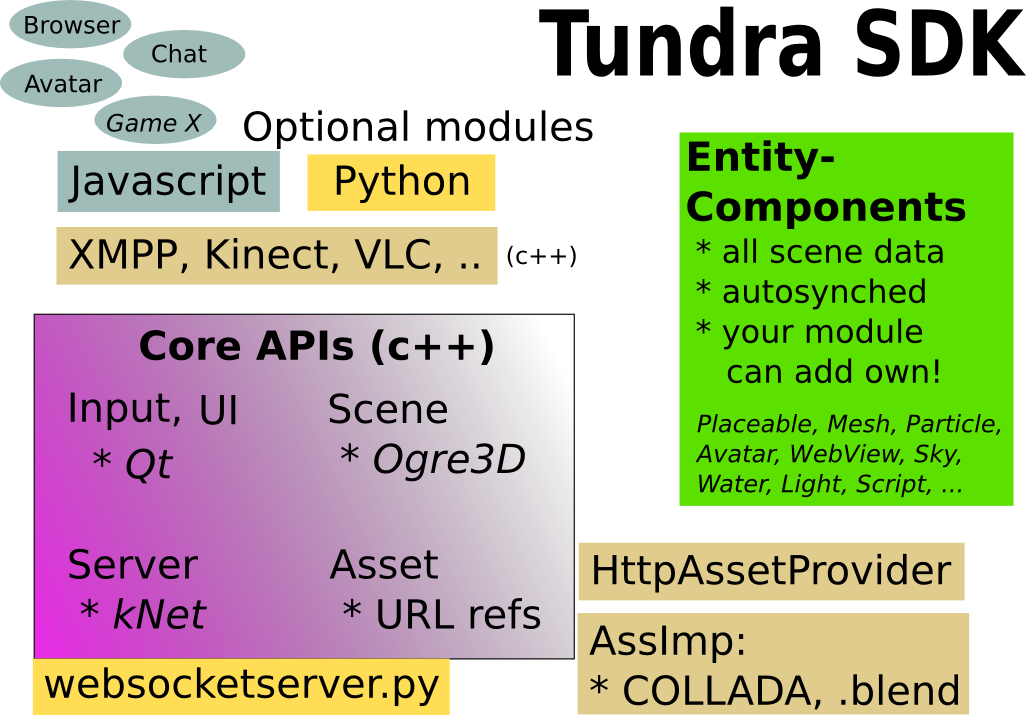 Tundra SDK
Browser
Chat
Avatar
Game X
Optional modules
Javascript
Python
XMPP, Kinect, VLC, .. (c++)
Core APIs (c++)
Input, UI
* Qt
Scene
* Ogre3D
Server
* kNet
Asset
* URL refs
websocketserver.py
Entity-
Components
* all scene data
* autosynched
* your module
can add own!
Placeable, Mesh, Particle,
Avatar, WebView, Sky,
Water, Light, Script, ...
HttpAssetProvider
AssImp:
* COLLADA, .blend